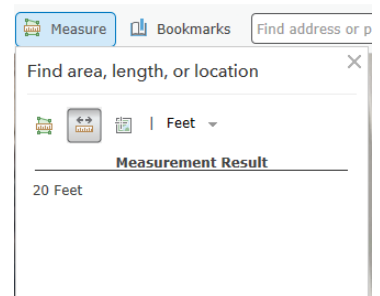 Measure Bookmarks Find address or p
Find area, length, or location
| Feet
Measurement Result
20 Feet